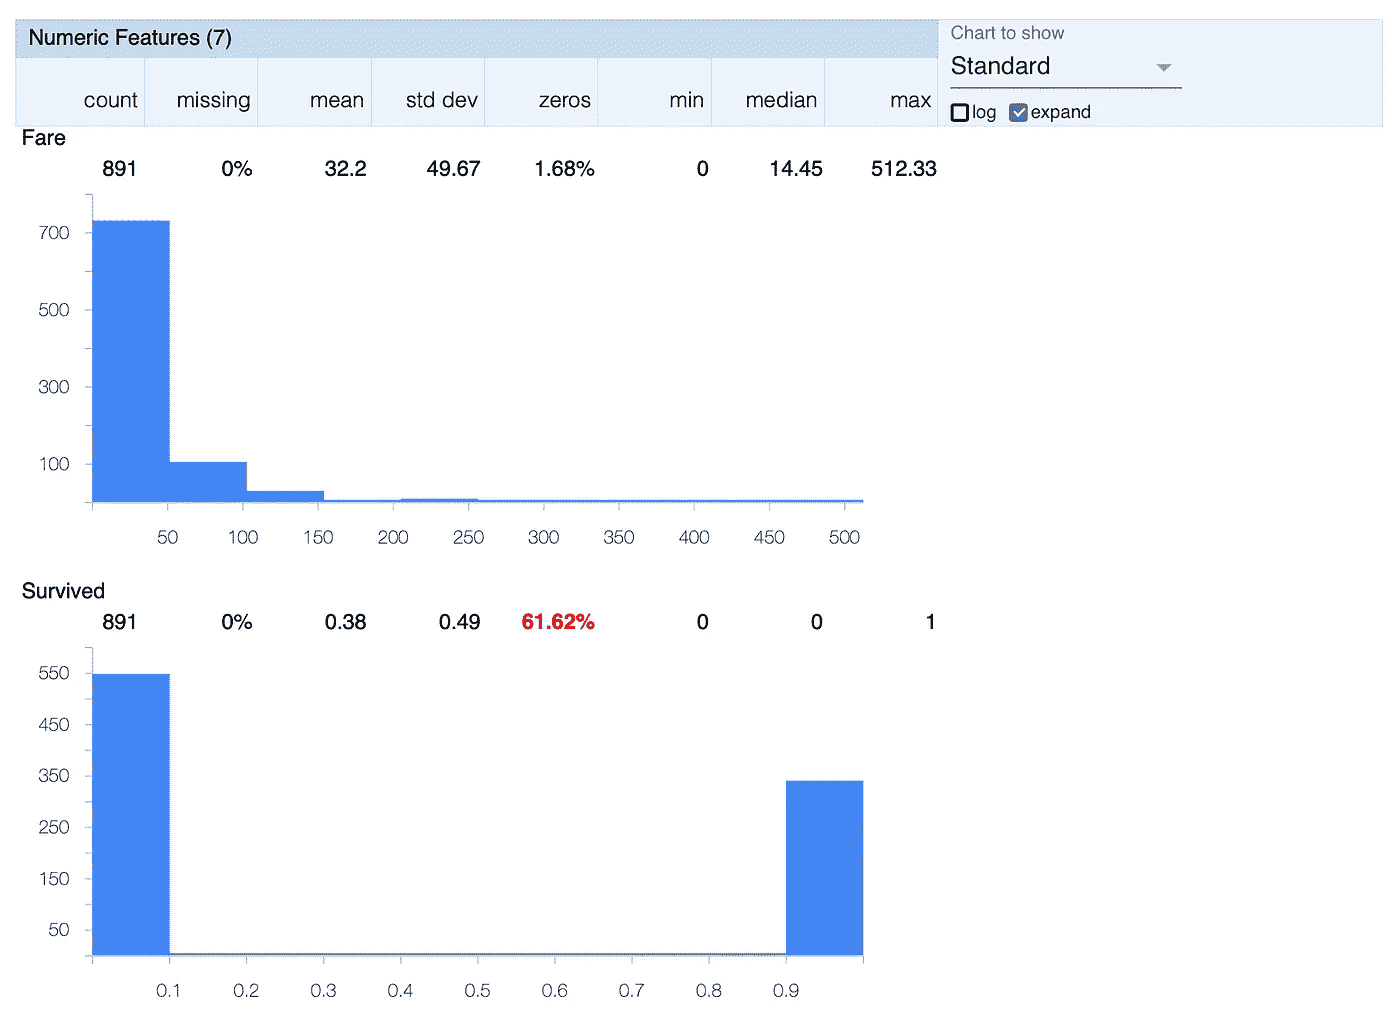 Numeric Features (7)
Chart to show
Standard
count missing mean std dev zeros min median max
log expand
Fare
891 0% 32.2 49.67 1.68% 0 14.45 512.33
700
500
300
100
50 100 150 200 250 300 350 400 450 500
Survived
891 0% 0.38 0.49 61.62% 0 0 1
550
450
350
250
150
50
0.1 0.2 0.3 0.4 0.5 0.6 0.7 0.8 0.9